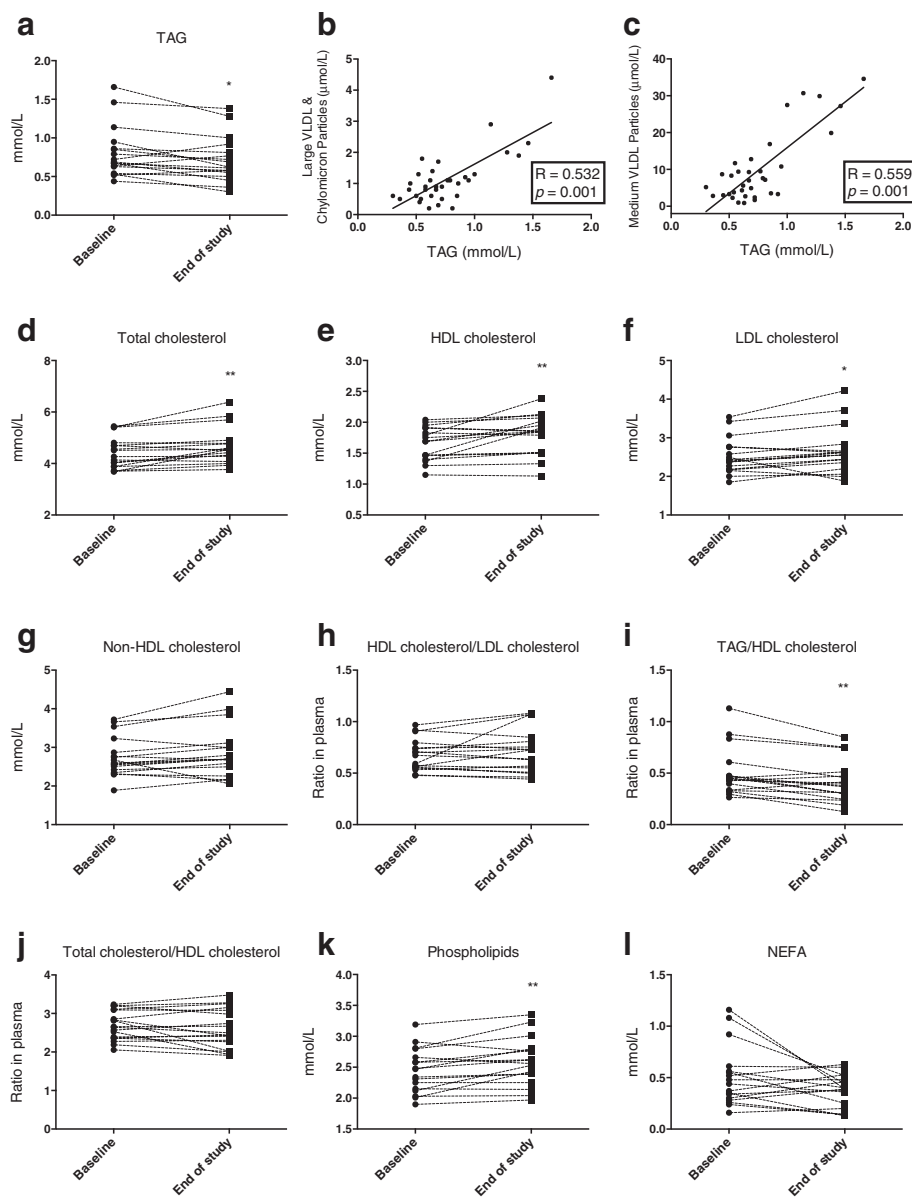 a
TAG
mmol/L
2.0
1.5
1.0
0.5
0.0
*
Baseline
End of study
b
Large VLDL &
Chylomicron Particles (μmol/L)
5
4
3
2
1
0
0.0 0.5 1.0 1.5 2.0
TAG (mmol/L)
R = 0.532
p = 0.001
c
Medium VLDL Particles (μmol/L)
40
30
20
10
0
0.0 0.5 1.0 1.5 2.0
TAG (mmol/L)
R = 0.559
p = 0.001
d
Total cholesterol
mmol/L
8
6
4
2
**
Baseline
End of study
e
HDL cholesterol
mmol/L
3.0
2.5
2.0
1.5
1.0
0.5
**
Baseline
End of study
f
LDL cholesterol
mmol/L
5
4
3
2
1
*
Baseline
End of study
g
Non-HDL cholesterol
mmol/L
5
4
3
2
1
Baseline
End of study
h
HDL cholesterol/LDL cholesterol
Ratio in plasma
1.5
1.0
0.5
0.0
Baseline
End of study
i
TAG/HDL cholesterol
Ratio in plasma
1.5
1.0
0.5
0.0
**
Baseline
End of study
j
Total cholesterol/HDL cholesterol
Ratio in plasma
4
3
2
1
0
Baseline
End of study
k
Phospholipids
mmol/L
4.0
3.5
3.0
2.5
2.0
1.5
**
Baseline
End of study
l
NEFA
mmol/L
1.5
1.0
0.5
0.0
Baseline
End of study